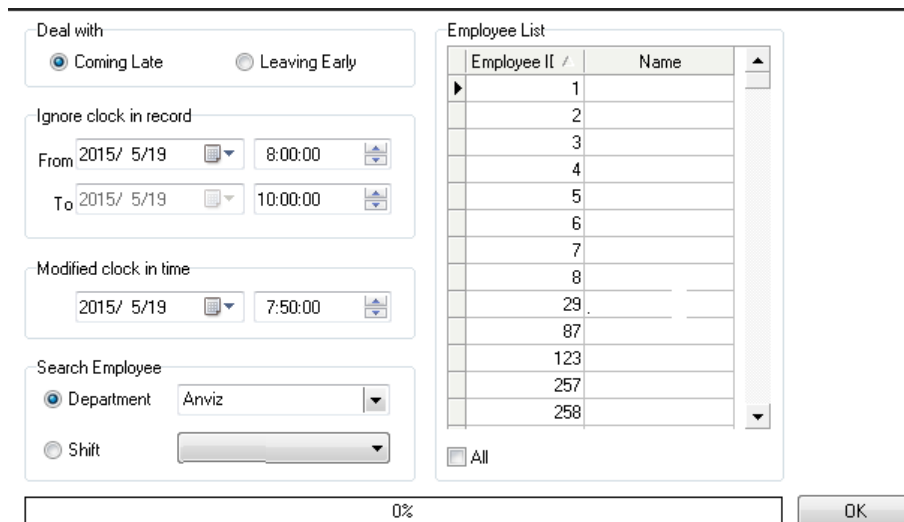 Deal with
Coming Late
Leaving Early
Ignore clock in record
From 2015/ 5/19 8:00:00
To 2015/ 5/19 10:00:00
Modified clock in time
2015/ 5/19 7:50:00
Search Employee
Department Anviz
Shift
Employee List
Employee ID Name
1
2
3
4
5
6
7
8
29 .
87
123
257
258
All
0%
OK